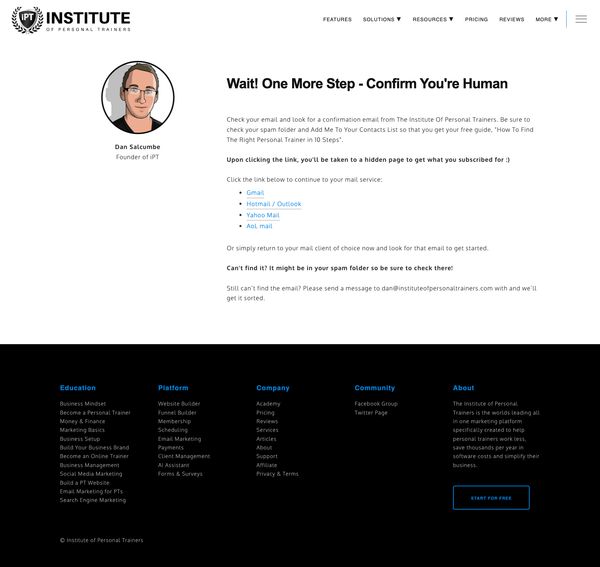 IPT INSTITUTE
OF PERSONAL TRAINERS
FEATURES SOLUTIONS ▼ RESOURCES ▼ PRICING REVIEWS MORE ▼
Wait! One More Step - Confirm You're Human
Dan Salcumbe
Founder of iPT
Check your email and look for a confirmation email from The Institute Of Personal Trainers. Be sure to
check your spam folder and Add Me To Your Contacts List so that you get your free guide, "How To Find
The Right Personal Trainer in 10 Steps".
Upon clicking the link, you'll be taken to a hidden page to get what you subscribed for :)
Click the link below to continue to your mail service:
• Gmail
• Hotmail / Outlook
• Yahoo Mail
• AoL mail
Or simply return to your mail client of choice now and look for that email to get started.
Can't find it? It might be in your spam folder so be sure to check there!
Still can't find the email? Please send a message to dan@instituteofpersonaltrainers.com with and we'll
get it sorted.
Education
Business Mindset
Become a Personal Trainer
Money & Finance
Marketing Basics
Business Setup
Build Your Business Brand
Become an Online Trainer
Business Management
Social Media Marketing
Build a PT Website
Email Marketing for PTs
Search Engine Marketing
Platform
Website Builder
Funnel Builder
Membership
Scheduling
Email Marketing
Payments
Client Management
AI Assistant
Forms & Surveys
Company
Academy
Pricing
Reviews
Services
Articles
About
Support
Affiliate
Privacy & Terms
Community
Facebook Group
Twitter Page
About
The Institute of Personal
Trainers is the worlds leading all
in one marketing platform
specifically created to help
personal trainers work less,
save thousands per year in
software costs and simplify their
business.
START FOR FREE
© Institute of Personal Trainers